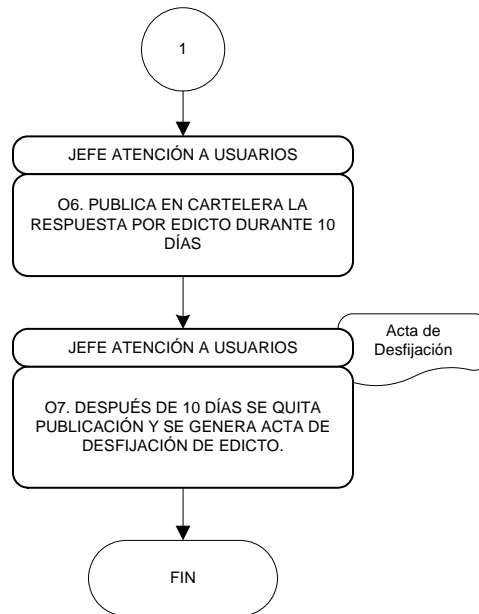 1
JEFE ATENCIÓN A USUARIOS
O6. PUBLICA EN CARTELERA LA
RESPUESTA POR EDICTO DURANTE 10
DÍAS
JEFE ATENCIÓN A USUARIOS
Acta de
Desfijación
O7. DESPUÉS DE 10 DÍAS SE QUITA
PUBLICACIÓN Y SE GENERA ACTA DE
DESFIJACIÓN DE EDICTO.
FIN